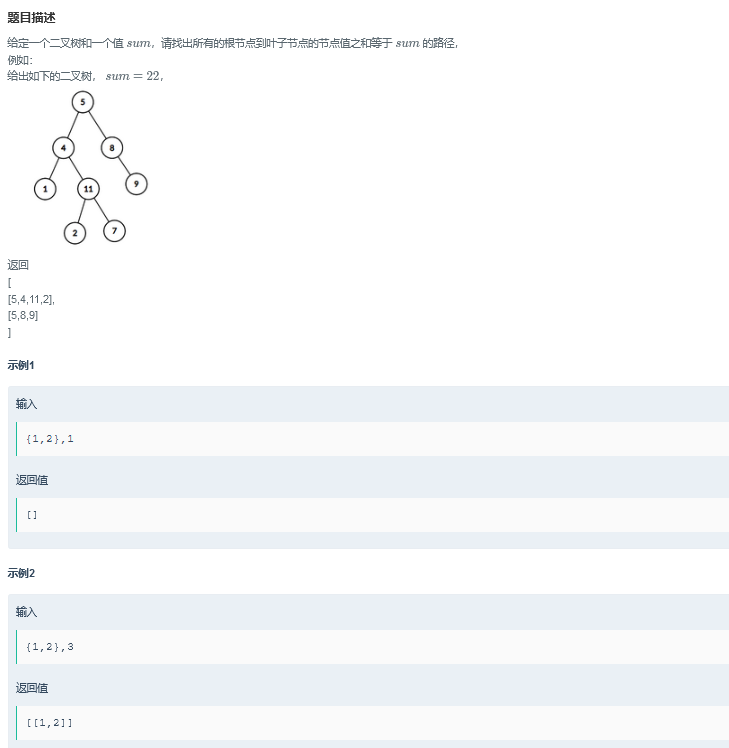 题目描述
给定一个二叉树和一个值 sum，请找出所有的根节点到叶子节点的节点值之和等于 sum 的路径，
例如：
给出如下的二叉树， sum = 22，
5
4 8
1 11 9
2 7
返回
[
[5,4,11,2],
[5,8,9]
]
示例1
输入
{1,2},1
返回值
[]
示例2
输入
{1,2},3
返回值
[[1,2]]